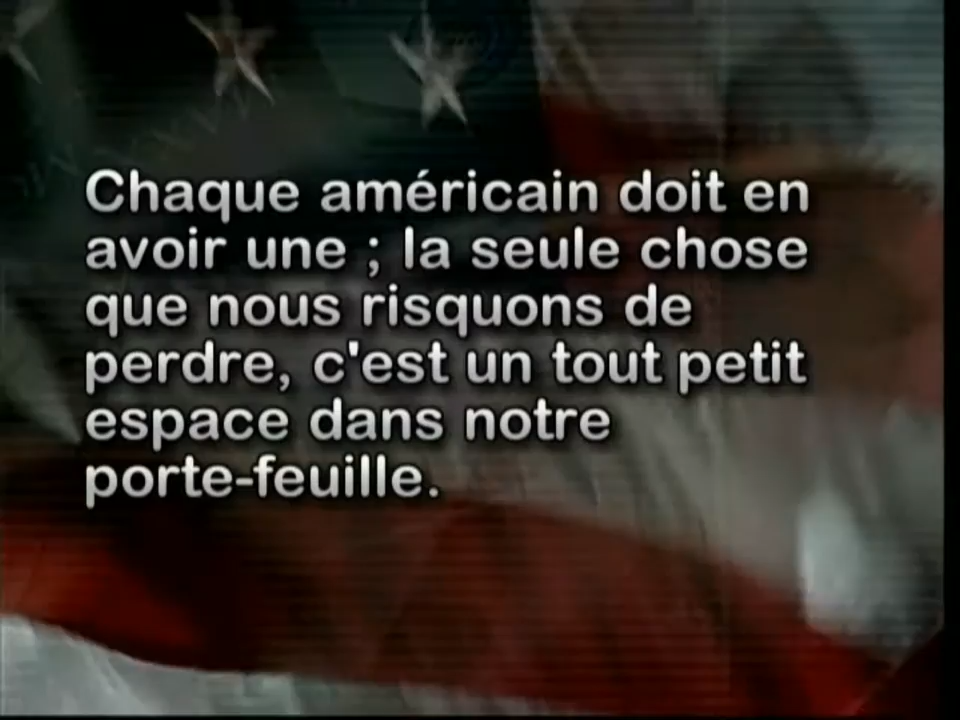 Chaque américain doit en
avoir une ; la seule chose
que nous risquons de
perdre, c'est un tout petit
espace dans notre
porte-feuille.